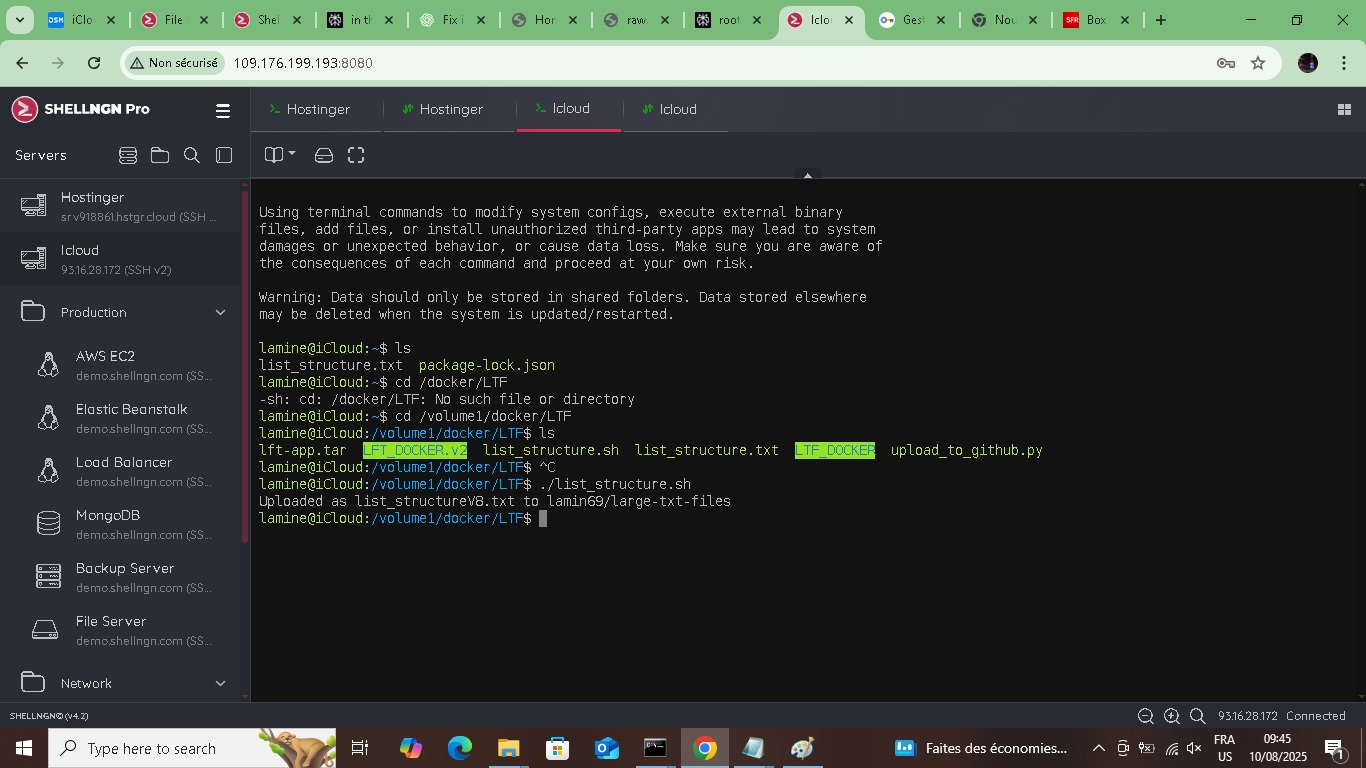 iClo
File
Shel
in th
Fix i
Hor
raw.
root
Iclou
Gest
Nou
SFR
Box
Non sécurisé
109.176.199.193:8080
SHELLNGN Pro
Hostinger
Hostinger
Icloud
Icloud
Servers
Hostinger
srv918861.hstgr.cloud (SSH ...
Icloud
93.16.28.172 (SSH v2)
Production
AWS EC2
demo.shellngn.com (SS...
Elastic Beanstalk
demo.shellngn.com (SS...
Load Balancer
demo.shellngn.com (SS...
MongoDB
demo.shellngn.com (SS...
Backup Server
demo.shellngn.com (SS...
File Server
demo.shellngn.com (SS...
Network
SHELLNGN© (v4.2)
Using terminal commands to modify system configs, execute external binary
files, add files, or install unauthorized third-party apps may lead to system
damages or unexpected behavior, or cause data loss. Make sure you are aware of
the consequences of each command and proceed at your own risk.
Warning: Data should only be stored in shared folders. Data stored elsewhere
may be deleted when the system is updated/restarted.
lamine@iCloud:~$ ls
list_structure.txt  package-lock.json
lamine@iCloud:~$ cd /docker/LTF
-sh: cd: /docker/LTF: No such file or directory
lamine@iCloud:~$ cd /volume1/docker/LTF
lamine@iCloud:/volume1/docker/LTF$ ls
lft-app.tar  LFT_DOCKER.v2  list_structure.sh  list_structure.txt  LTF_DOCKER  upload_to_github.py
lamine@iCloud:/volume1/docker/LTF$ ^C
lamine@iCloud:/volume1/docker/LTF$ ./list_structure.sh
Uploaded as list_structureV8.txt to lamin69/large-txt-files
lamine@iCloud:/volume1/docker/LTF$
93.16.28.172 Connected
Type here to search
Faites des économies...
FRA
US
09:45
10/08/2025
1